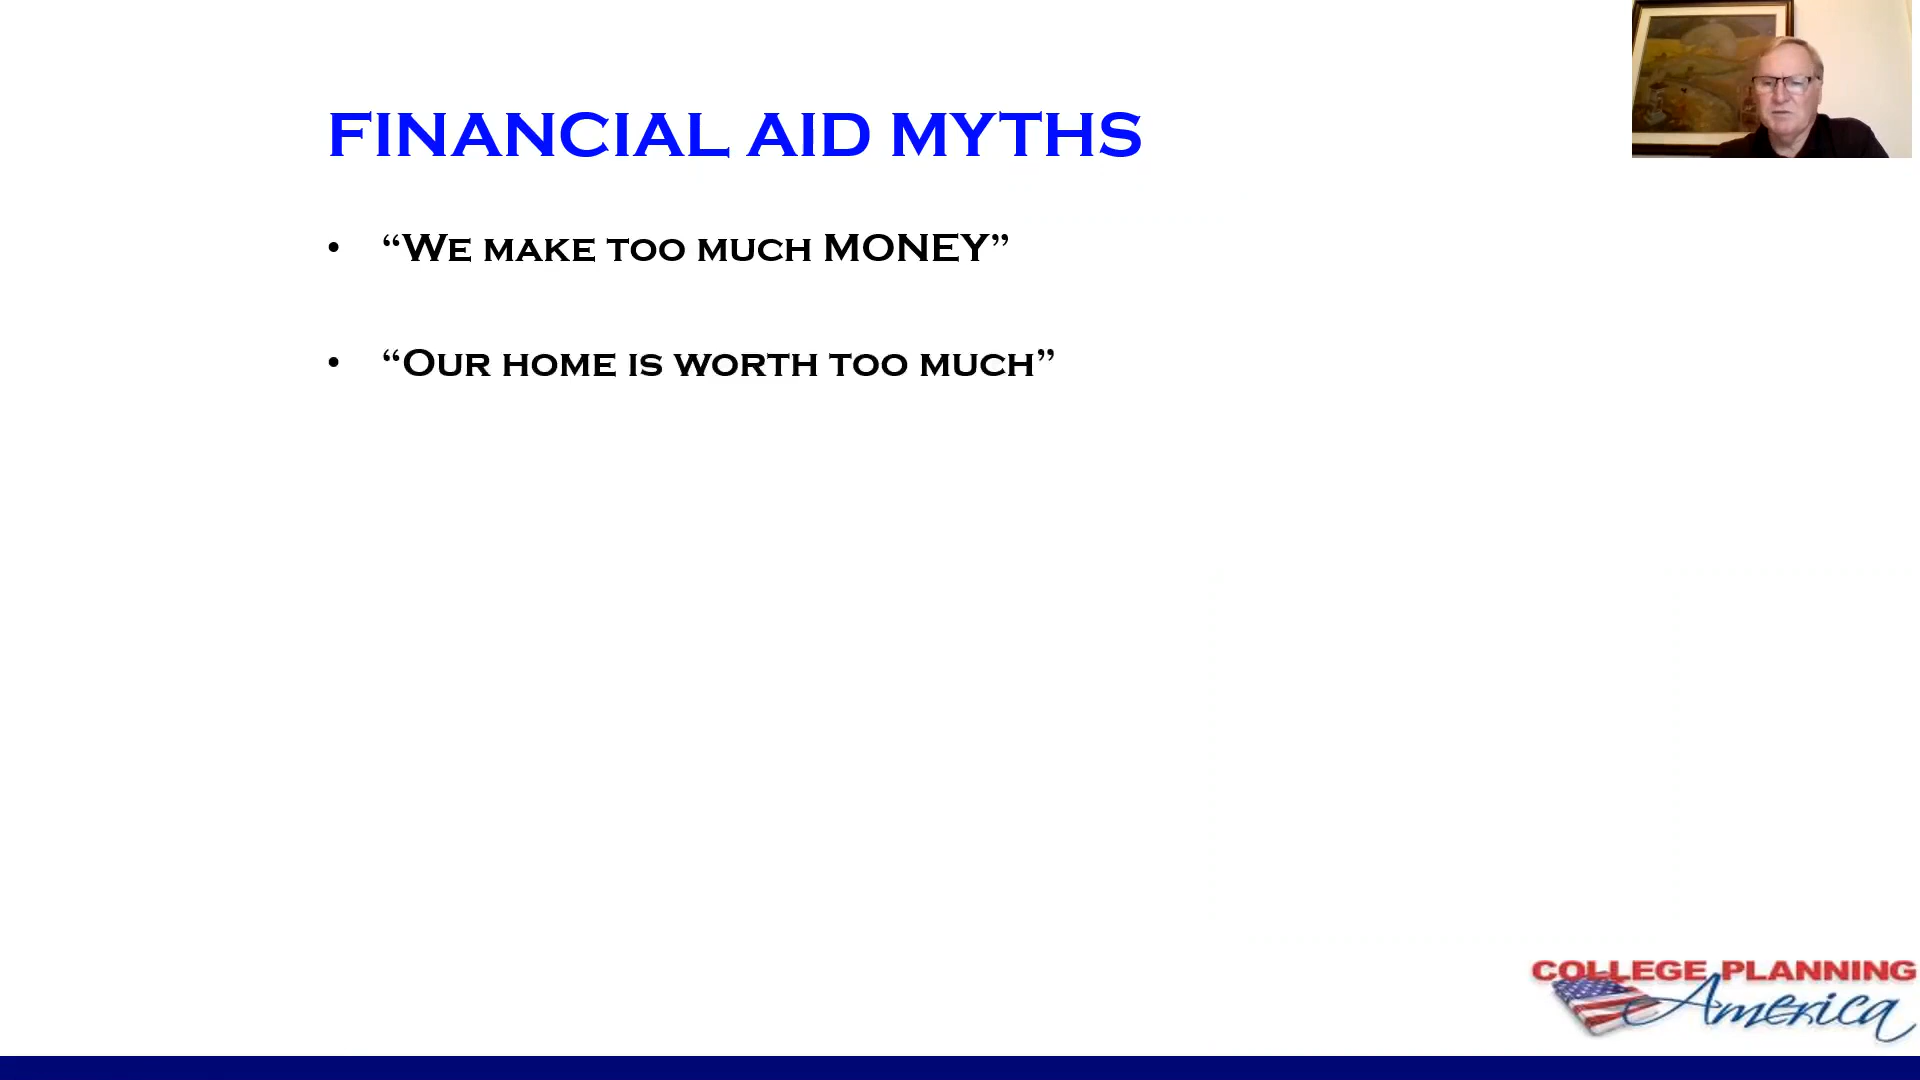 FINANCIAL AID MYTHS
• “We make too much MONEY”
• “Our home is worth too much”
COLLEGE PLANNING
America